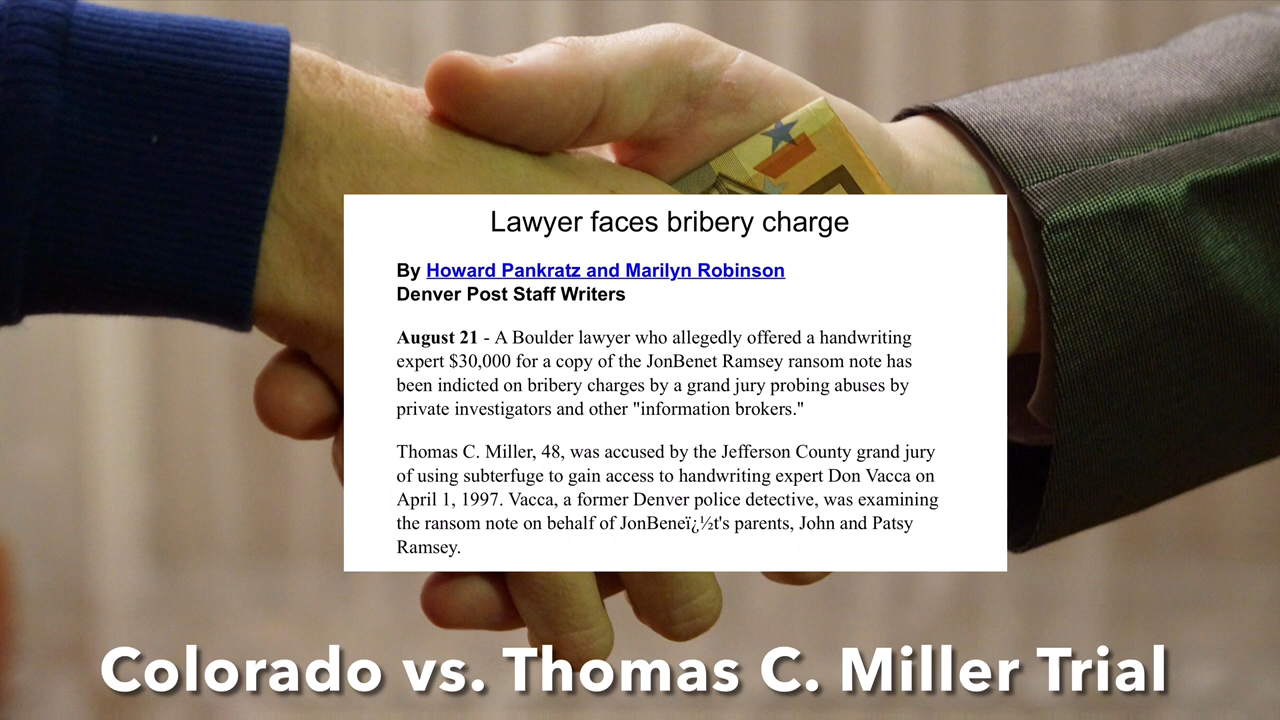 Lawyer faces bribery charge
By Howard Pankratz and Marilyn Robinson
Denver Post Staff Writers
August 21 - A Boulder lawyer who allegedly offered a handwriting
expert $30,000 for a copy of the JonBenet Ramsey ransom note has
been indicted on bribery charges by a grand jury probing abuses by
private investigators and other "information brokers."
Thomas C. Miller, 48, was accused by the Jefferson County grand jury
of using subterfuge to gain access to handwriting expert Don Vacca on
April 1, 1997. Vacca, a former Denver police detective, was examining
the ransom note on behalf of JonBeneï¿½t's parents, John and Patsy
Ramsey.
Colorado vs. Thomas C. Miller Trial